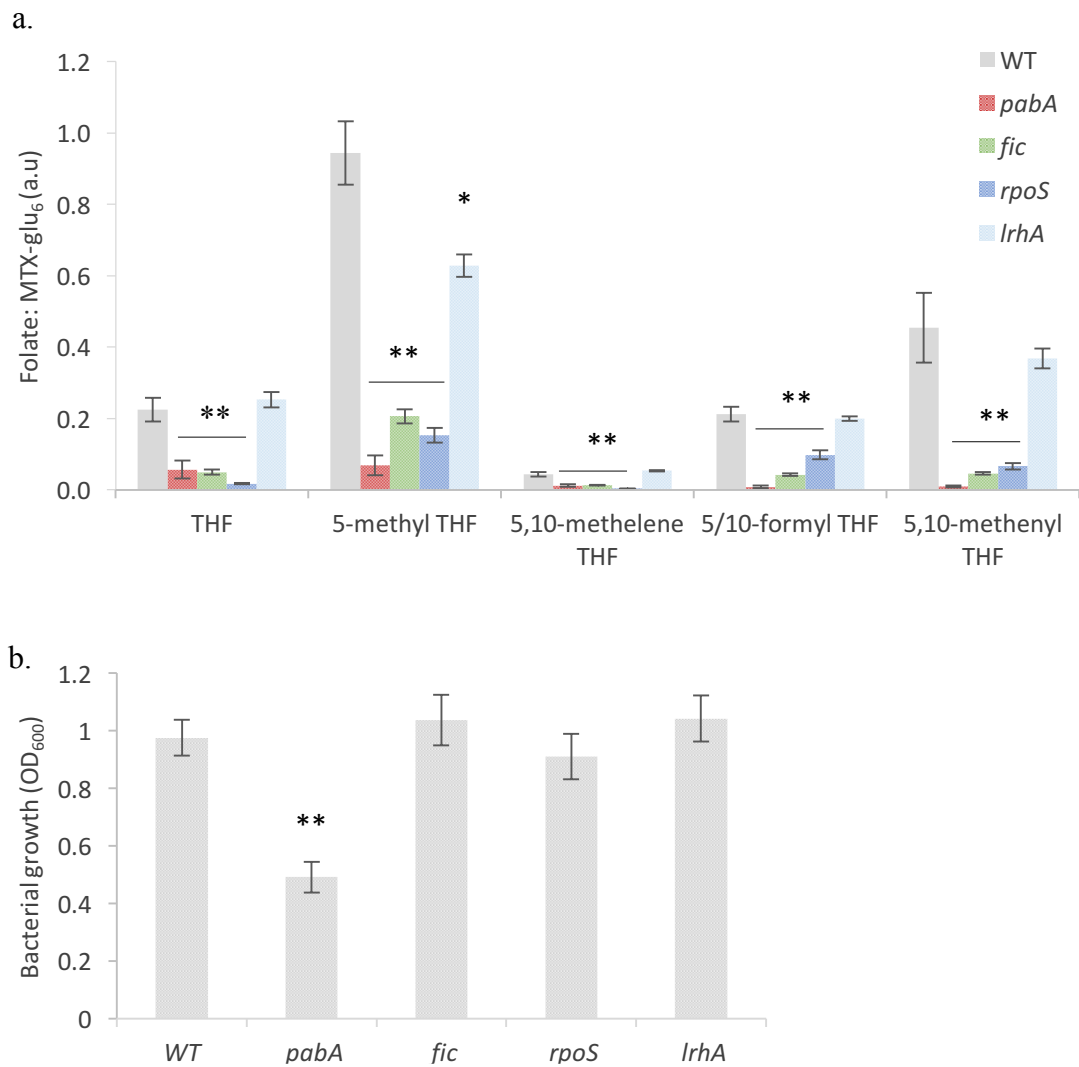 a.
1.2
1.0
0.8
0.6
0.4
0.2
0.0
Folate: MTX-glu6 (a.u)
WT
pabA
fic
rpoS
lrhA
**
**
*
**
**
**
THF
5-methyl THF
5,10-methelene
THF
5/10-formyl THF
5,10-methenyl
THF
b.
1.2
1
0.8
0.6
0.4
0.2
0
Bacterial growth (OD600)
**
WT
pabA
fic
rpoS
lrhA